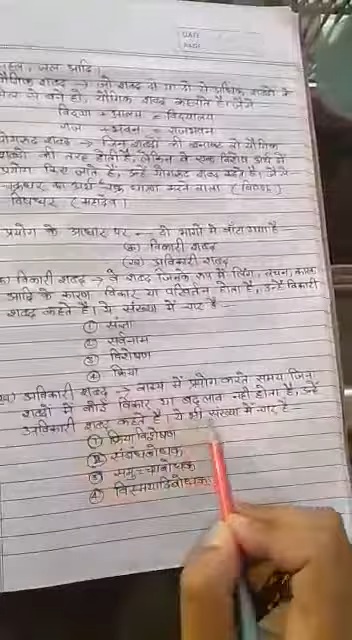 DATE
PAGE
महल, जल आदि।
यौगिक शब्द → जो शब्द दो या दो से अधिक शब्दों के
से बने हो, यौगिक शब्द कहलाते है। जैसे
विद्या + आलय = विद्यालय
राज + भवन = राजभवन
योगरूढ शब्द → जिन शब्दों की बनावट तो यौगिक
शब्दों की तरह होती है, लेकिन वे एक विशेष अर्थ में
प्रयोग किए जाते है, उन्हें योगरूढ शब्द कहते है। जैसे
चक्रधर का अर्थ चक्र धारण करने वाला (विष्णु)
विषधर (महादेव)
प्रयोग के आधार पर — दो भागो में बाँटा गया है
(क) विकारी शब्द
(ख) अविकारी शब्द
(क) विकारी शब्द → वे शब्द जिनके रूप में लिंग, वचन, काल
आदि के कारण विकार या परिवर्तन होता है, उन्हें विकारी
शब्द कहते है। ये संख्या में चार है —
① संज्ञा
② सर्वनाम
③ विशेषण
④ क्रिया
(ख) अविकारी शब्द → वाक्य में प्रयोग करते समय जिन
शब्दों में कोई विकार या बदलाव नहीं होता है, उन्हें
अविकारी शब्द कहते है। ये भी संख्या में चार है —
① क्रियाविशेषण
② संबंधबोधक
③ समुच्चयबोधक
④ विस्मयादिबोधक